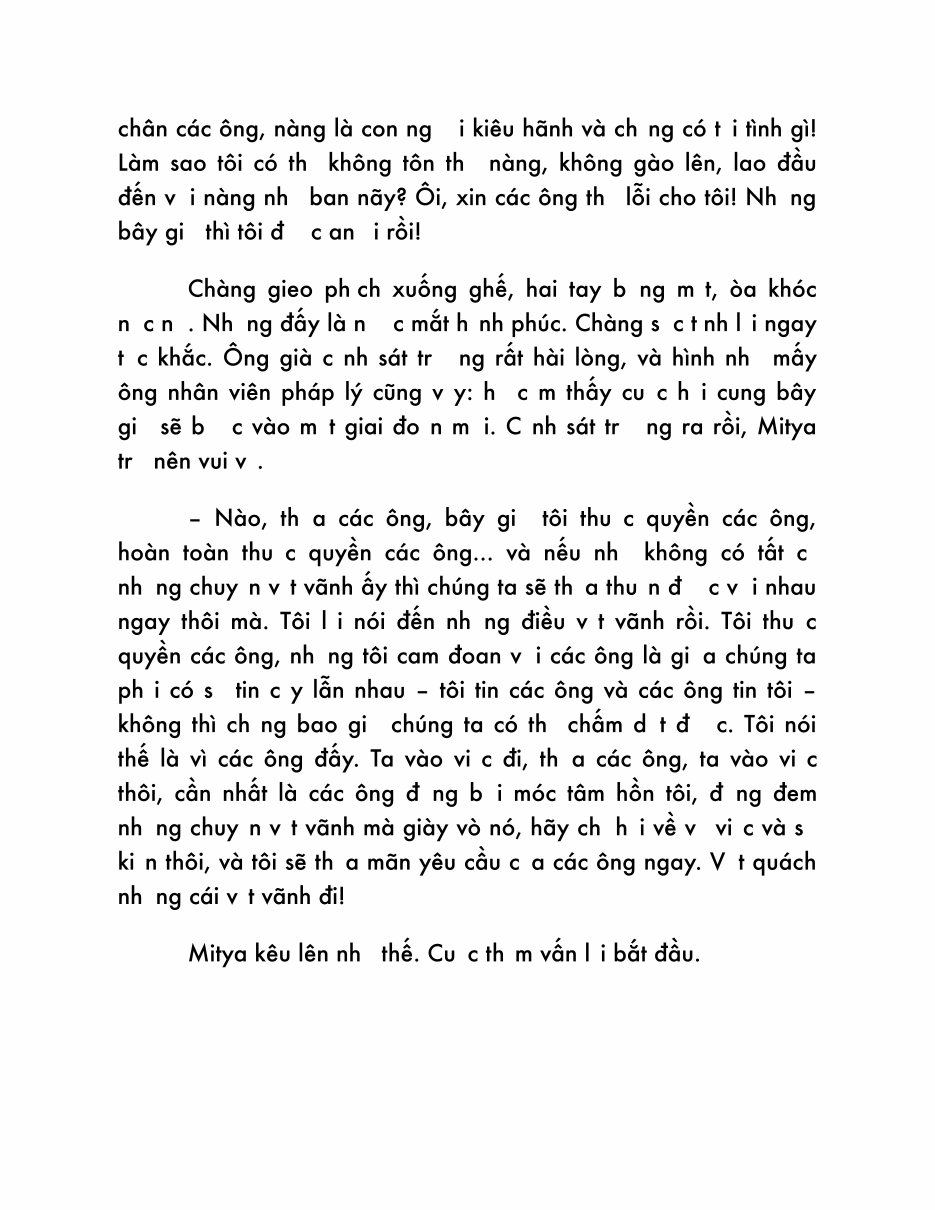 chân các ông, nàng là con ng i kiêu hãnh và ch ng có t i tình gì!
Làm sao tôi có th không tôn th nàng, không gào lên, lao đầu
đến v i nàng nh ban nãy? Ôi, xin các ông th lỗi cho tôi! Nh ng
bây gi thì tôi đ c an i rồi!
Chàng gieo ph ch xuống ghế, hai tay b ng m t, òa khóc
n c n . Nh ng đấy là n c mắt h nh phúc. Chàng s c t nh l i ngay
t c khắc. Ông già c nh sát tr ng rất hài lòng, và hình nh mấy
ông nhân viên pháp lý cũng v y: h c m thấy cu c h i cung bây
gi sẽ b c vào m t giai đo n m i. C nh sát tr ng ra rồi, Mitya
tr nên vui v .
– Nào, th a các ông, bây gi tôi thu c quyền các ông,
hoàn toàn thu c quyền các ông... và nếu nh không có tất c
nh ng chuy n v t vãnh ấy thì chúng ta sẽ th a thu n đ c v i nhau
ngay thôi mà. Tôi l i nói đến nh ng điều v t vãnh rồi. Tôi thu c
quyền các ông, nh ng tôi cam đoan v i các ông là gi a chúng ta
ph i có s tin c y lẫn nhau – tôi tin các ông và các ông tin tôi –
không thì ch ng bao gi chúng ta có th chấm d t đ c. Tôi nói
thế là vì các ông đấy. Ta vào vi c đi, th a các ông, ta vào vi c
thôi, cần nhất là các ông đ ng b i móc tâm hồn tôi, đ ng đem
nh ng chuy n v t vãnh mà giày vò nó, hãy ch h i về v vi c và s
ki n thôi, và tôi sẽ th a mãn yêu cầu c a các ông ngay. V t quách
nh ng cái v t vãnh đi!
Mitya kêu lên nh thế. Cu c th m vấn l i bắt đầu.